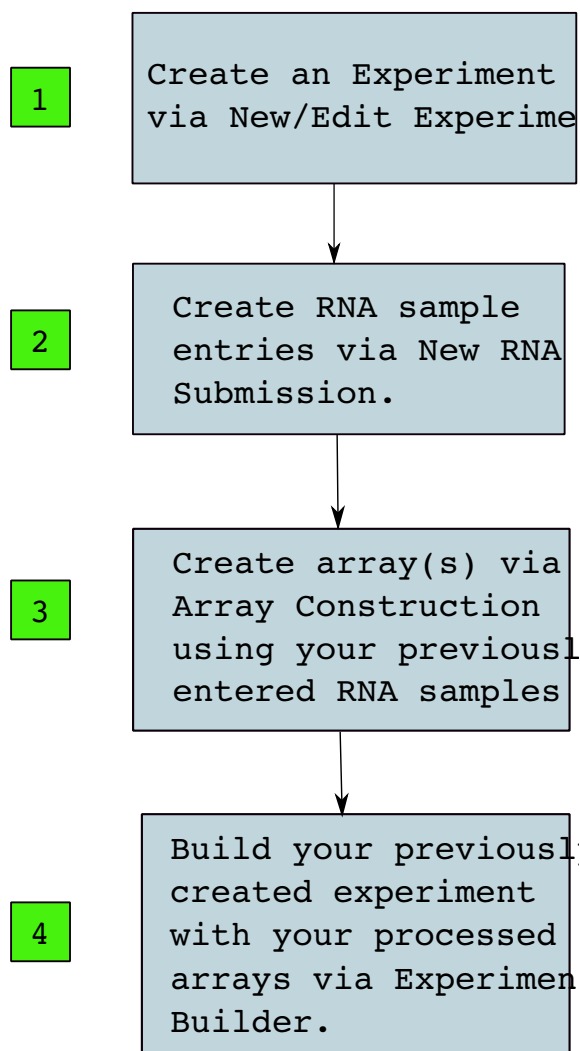 1
Create an Experiment
via New/Edit Experime
2
Create RNA sample
entries via New RNA
Submission.
3
Create array(s) via
Array Construction
using your previousl
entered RNA samples
4
Build your previously
created experiment
with your processed
arrays via Experimen
Builder.